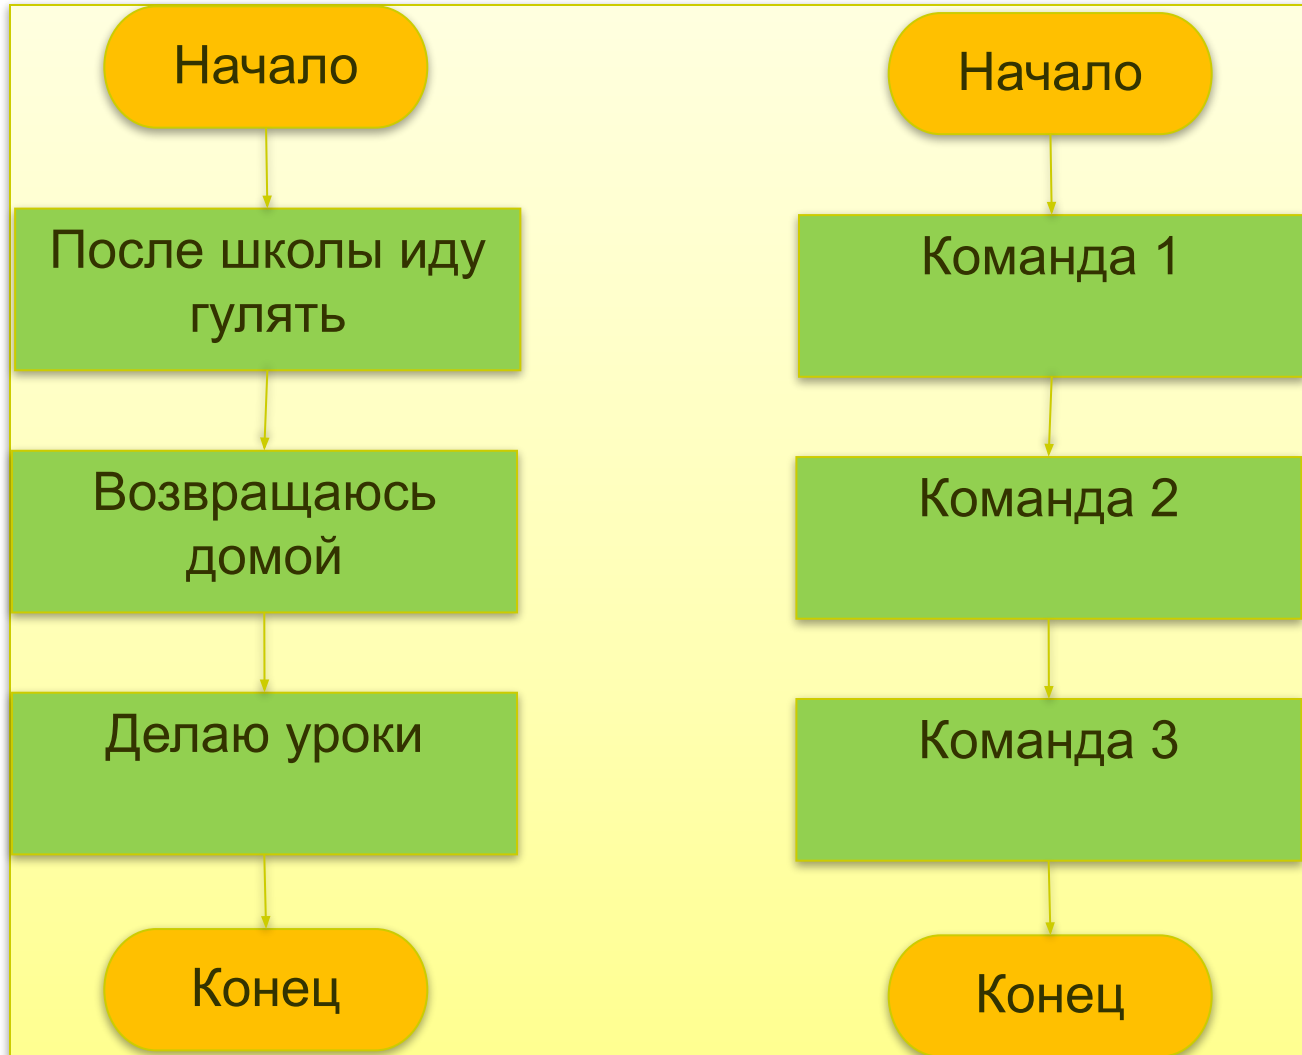 Начало
После школы иду
гулять
Возвращаюсь
домой
Делаю уроки
Конец
Начало
Команда 1
Команда 2
Команда 3
Конец